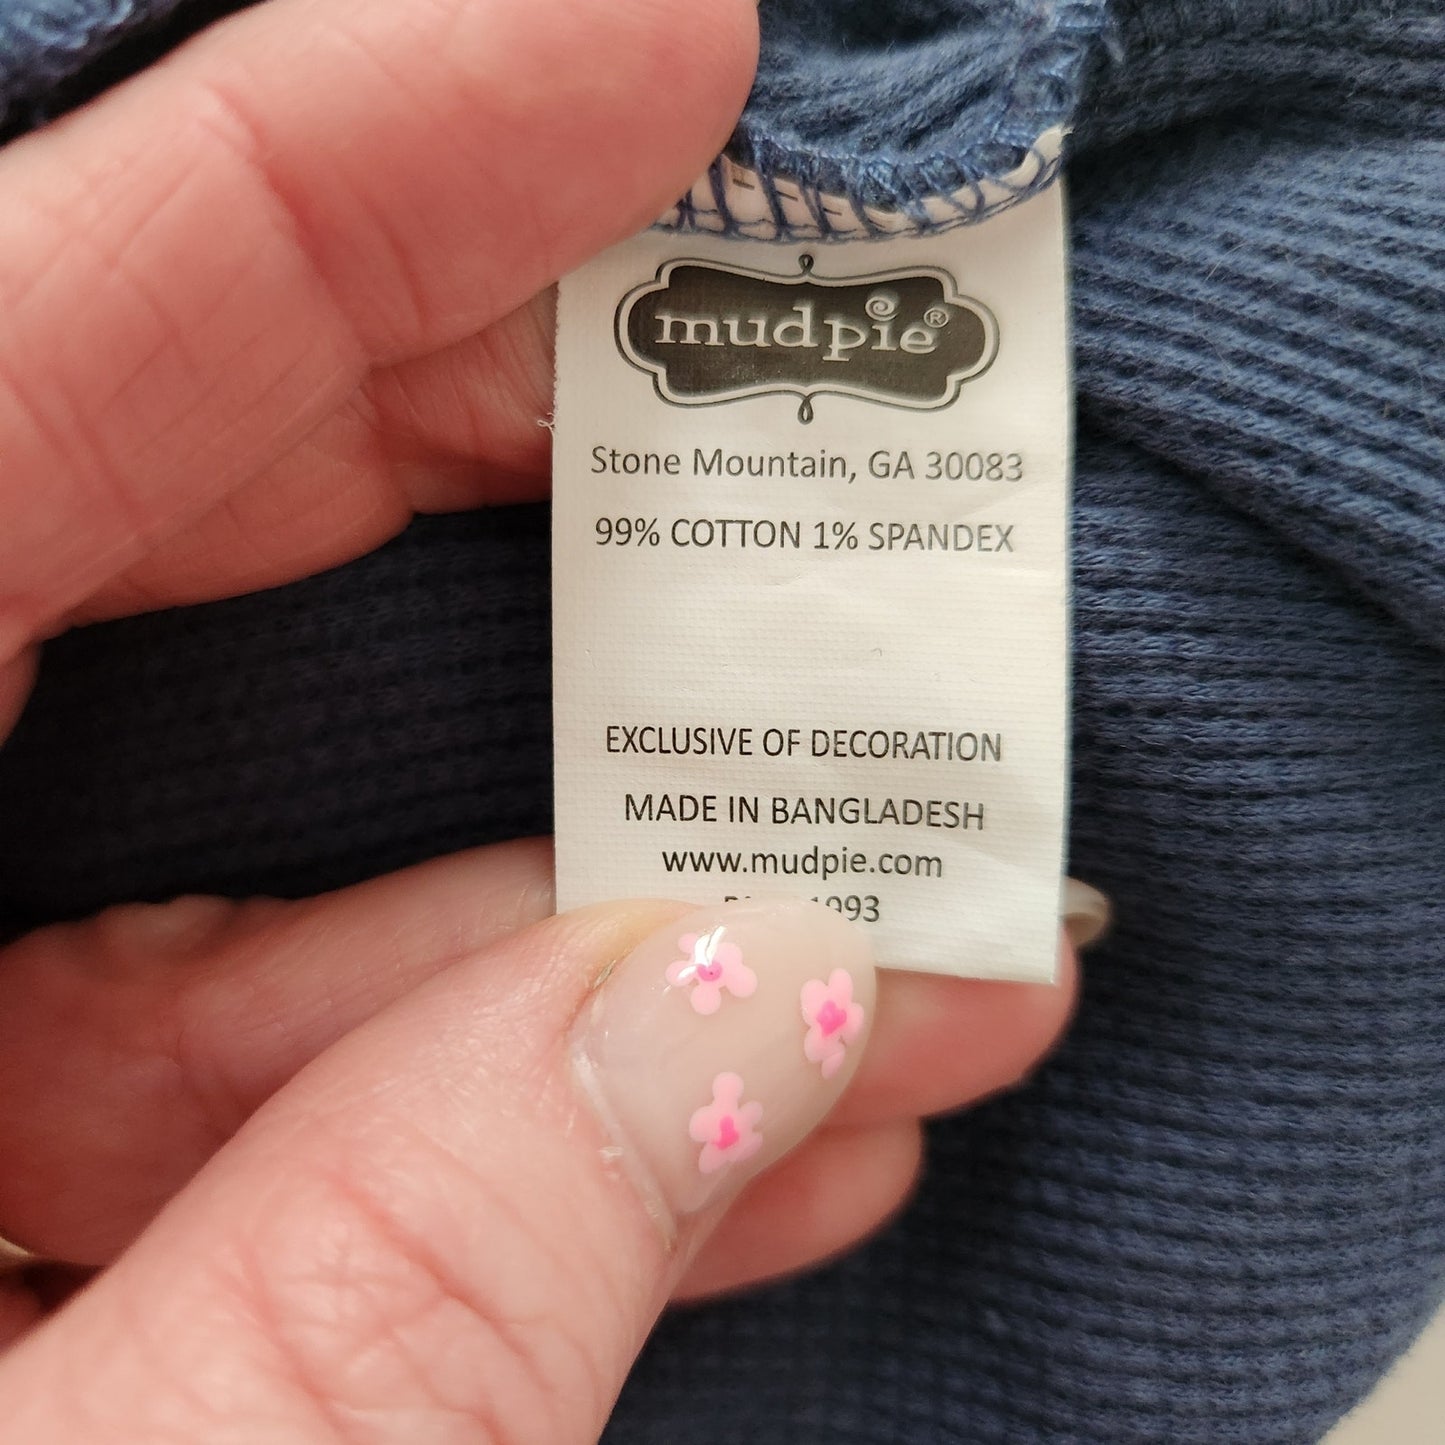 mudpie®
Stone Mountain, GA 30083
99% COTTON 1% SPANDEX
EXCLUSIVE OF DECORATION
MADE IN BANGLADESH
www.mudpie.com